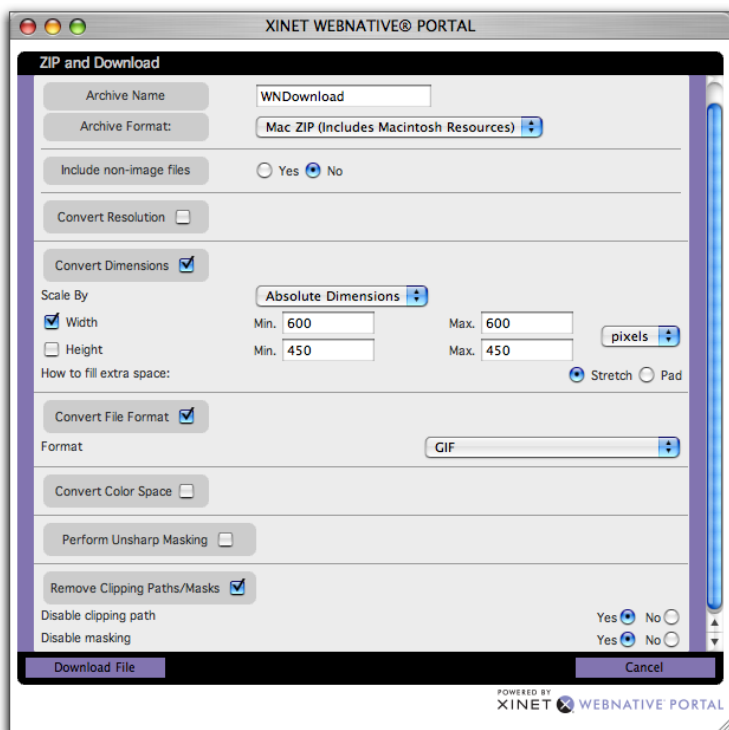 XINET WEBNATIVE® PORTAL
ZIP and Download
Archive Name WNDownload
Archive Format: Mac ZIP (Includes Macintosh Resources)
Include non-image files Yes No
Convert Resolution
Convert Dimensions
Scale By Absolute Dimensions
Width Min. 600 Max. 600 pixels
Height Min. 450 Max. 450
How to fill extra space: Stretch Pad
Convert File Format
Format GIF
Convert Color Space
Perform Unsharp Masking
Remove Clipping Paths/Masks
Disable clipping path Yes No
Disable masking Yes No
Download File Cancel
POWERED BY
XINET WEBNATIVE PORTAL